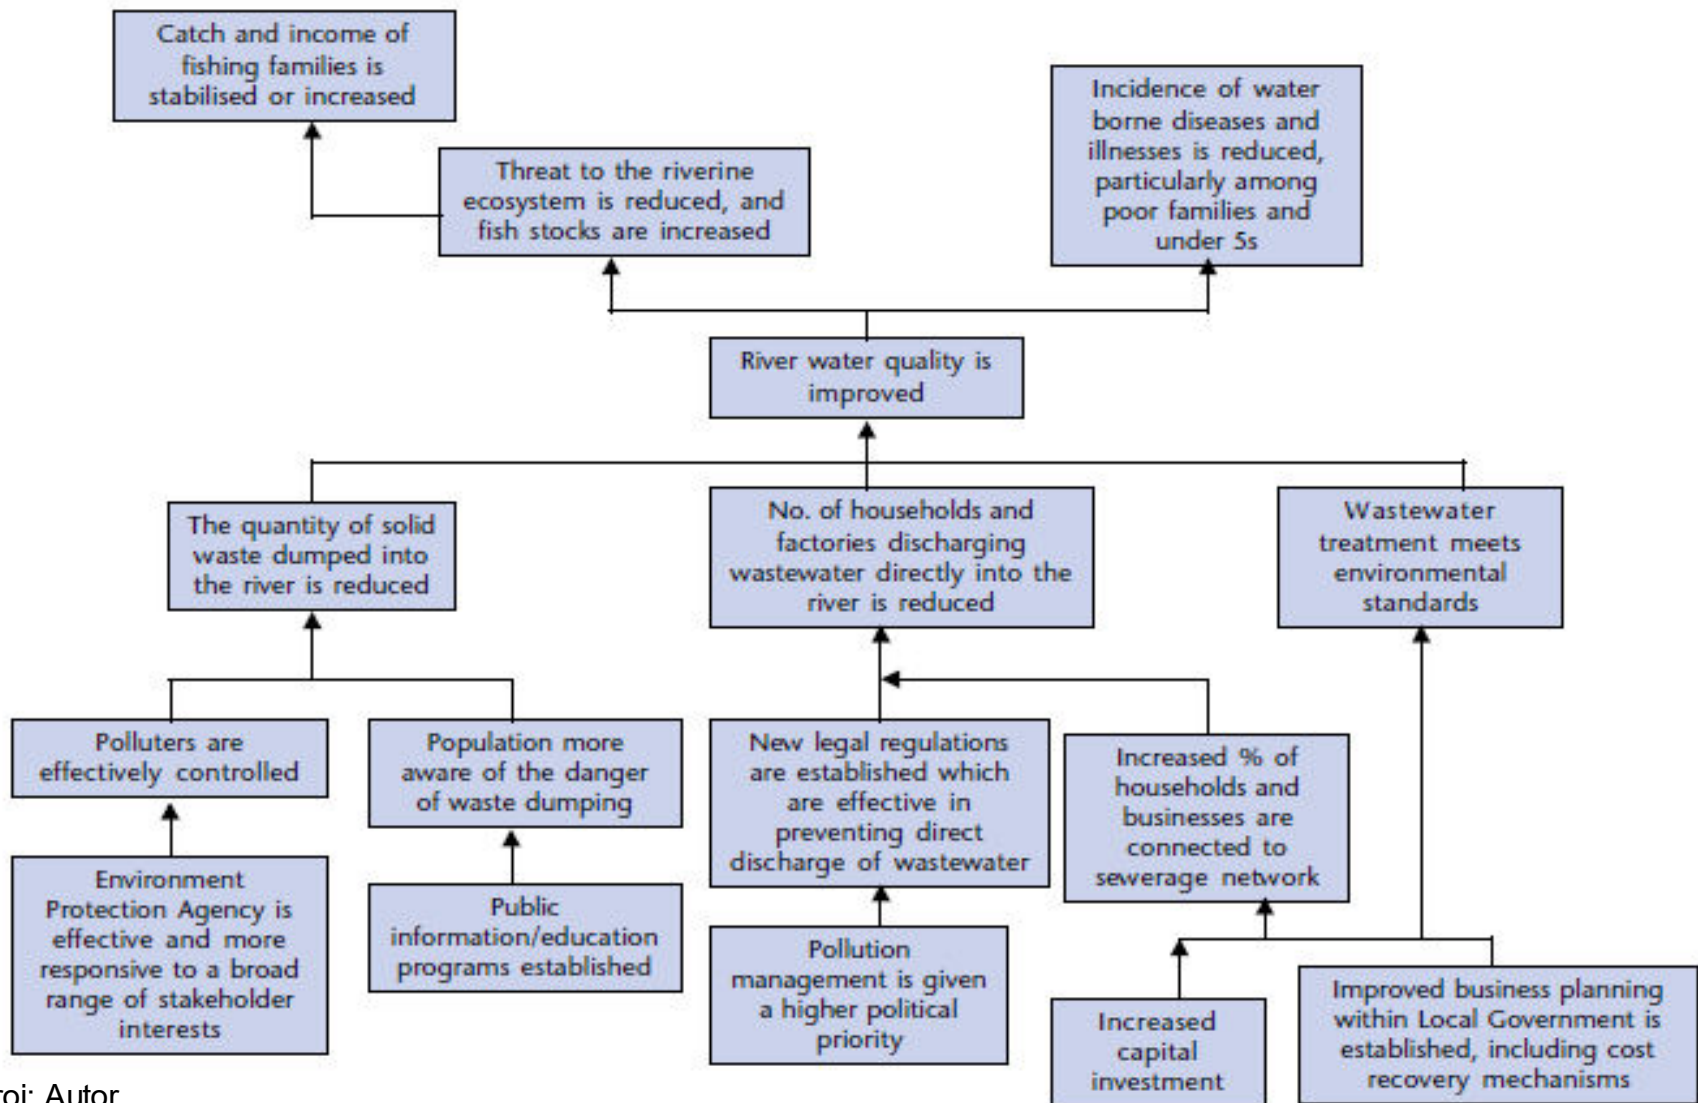 Catch and income of
fishing families is
stabilised or increased
Incidence of water
borne diseases and
illnesses is reduced,
particularly among
poor families and
under 5s
Threat to the riverine
ecosystem is reduced, and
fish stocks are increased
River water quality is
improved
The quantity of solid
waste dumped into
the river is reduced
No. of households and
factories discharging
wastewater directly into the
river is reduced
Wastewater
treatment meets
environmental
standards
Polluters are
effectively controlled
Population more
aware of the danger
of waste dumping
New legal regulations
are established which
are effective in
preventing direct
discharge of wastewater
Increased % of
households and
businesses are
connected to
sewerage network
Environment
Protection Agency is
effective and more
responsive to a broad
range of stakeholder
interests
Public
information/education
programs established
Pollution
management is given
a higher political
priority
Increased
capital
investment
Improved business planning
within Local Government is
established, including cost
recovery mechanisms
Autor